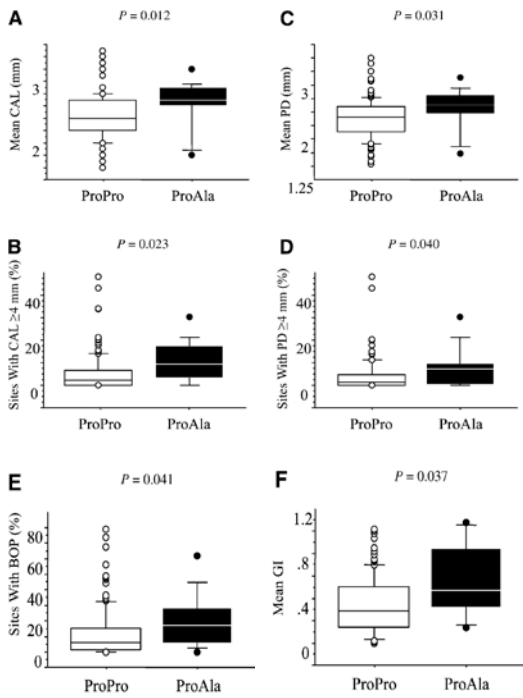 A
P = 0.012
Mean CAL (mm)
3
2
ProPro
ProAla
C
P = 0.031
Mean PD (mm)
3
2
1.25
ProPro
ProAla
B
P = 0.023
Sites With CAL ≥4 mm (%)
40
20
0
ProPro
ProAla
D
P = 0.040
Sites With PD ≥4 mm (%)
40
20
0
ProPro
ProAla
E
P = 0.041
Sites With BOP (%)
80
60
40
20
0
ProPro
ProAla
F
P = 0.037
Mean GI
1.2
.8
.4
0
ProPro
ProAla